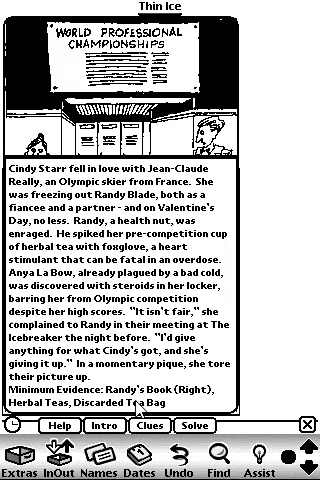 Thin Ice
WORLD PROFESSIONAL
CHAMPIONSHIPS
Cindy Starr fell in love with Jean-Claude
Really, an Olympic skier from France. She
was freezing out Randy Blade, both as a
fiancee and a partner - and on Valentine's
Day, no less. Randy, a health nut, was
enraged. He spiked her pre-competition cup
of herbal tea with foxglove, a heart
stimulant that can be fatal in an overdose.
Anya La Bow, already plagued by a bad cold,
was discovered with steroids in her locker,
barring her from Olympic competition
despite her high scores. "It isn't fair," she
complained to Randy in their meeting at The
Icebreaker the night before. "I'd give
anything for what Cindy's got, and she's
giving it up." In a momentary pique, she tore
their picture up.
Minimum Evidence: Randy's Book (Right),
Herbal Teas, Discarded Tea Bag
Help Intro Clues Solve
Extras InOut Names Dates Undo Find Assist